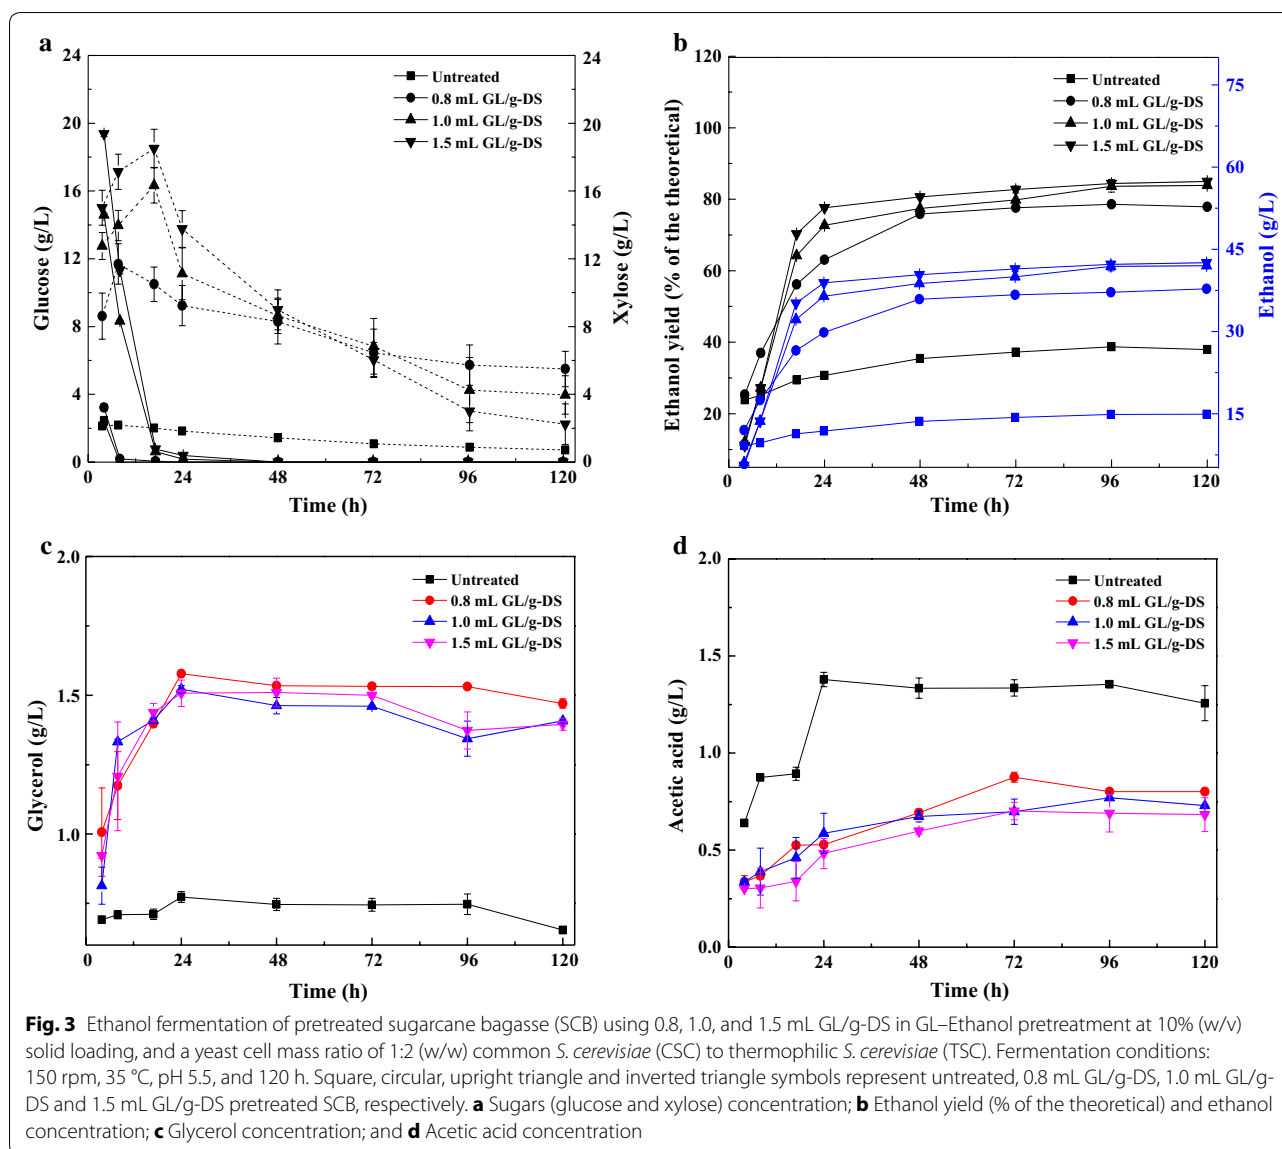 a
24
20
16
12
8
4
0
Glucose (g/L)
24
20
16
12
8
4
0
Xylose (g/L)
Untreated
0.8 mL GL/g-DS
1.0 mL GL/g-DS
1.5 mL GL/g-DS
0 24 48 72 96 120
Time (h)
b
120
100
80
60
40
20
Ethanol yield (% of the theoretical)
75
60
45
30
15
Ethanol (g/L)
Untreated
0.8 mL GL/g-DS
1.0 mL GL/g-DS
1.5 mL GL/g-DS
0 24 48 72 96 120
Time (h)
c
2.0
1.5
1.0
Glycerol (g/L)
Untreated
0.8 mL GL/g-DS
1.0 mL GL/g-DS
1.5 mL GL/g-DS
0 24 48 72 96 120
Time (h)
d
2.0
1.5
1.0
0.5
0.0
Acetic acid (g/L)
Untreated
0.8 mL GL/g-DS
1.0 mL GL/g-DS
1.5 mL GL/g-DS
0 24 48 72 96 120
Time (h)
Fig. 3 Ethanol fermentation of pretreated sugarcane bagasse (SCB) using 0.8, 1.0, and 1.5 mL GL/g-DS in GL–Ethanol pretreatment at 10% (w/v)
solid loading, and a yeast cell mass ratio of 1:2 (w/w) common S. cerevisiae (CSC) to thermophilic S. cerevisiae (TSC). Fermentation conditions:
150 rpm, 35 °C, pH 5.5, and 120 h. Square, circular, upright triangle and inverted triangle symbols represent untreated, 0.8 mL GL/g-DS, 1.0 mL GL/g-
DS and 1.5 mL GL/g-DS pretreated SCB, respectively. a Sugars (glucose and xylose) concentration; b Ethanol yield (% of the theoretical) and ethanol
concentration; c Glycerol concentration; and d Acetic acid concentration